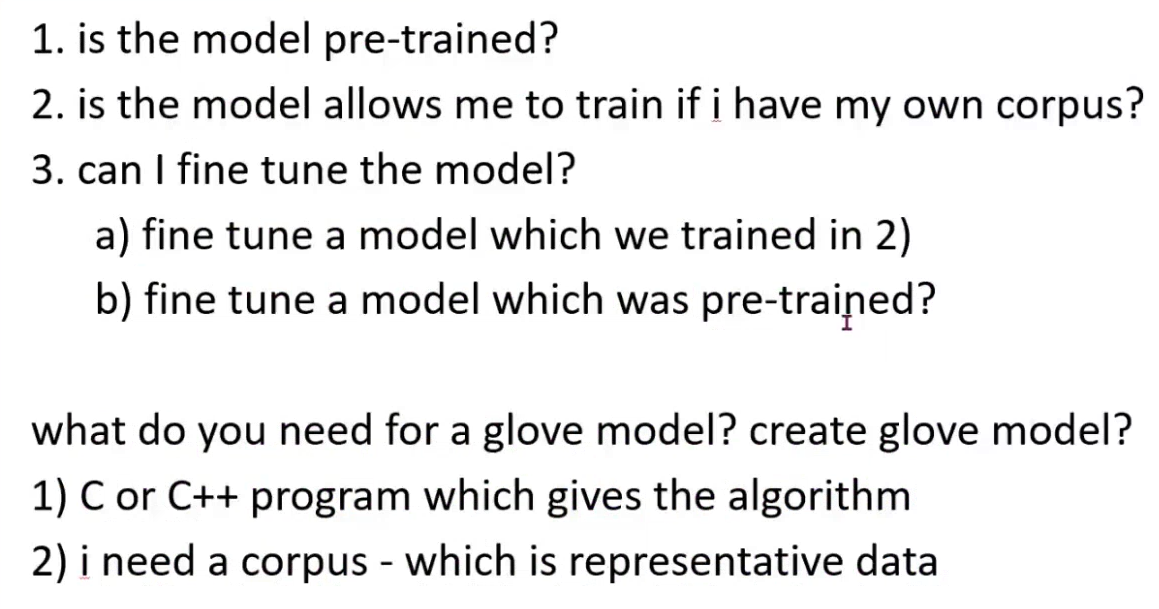 1. is the model pre-trained?
2. is the model allows me to train if i have my own corpus?
3. can I fine tune the model?
a) fine tune a model which we trained in 2)
b) fine tune a model which was pre-trained?
what do you need for a glove model? create glove model?
1) C or C++ program which gives the algorithm
2) i need a corpus - which is representative data